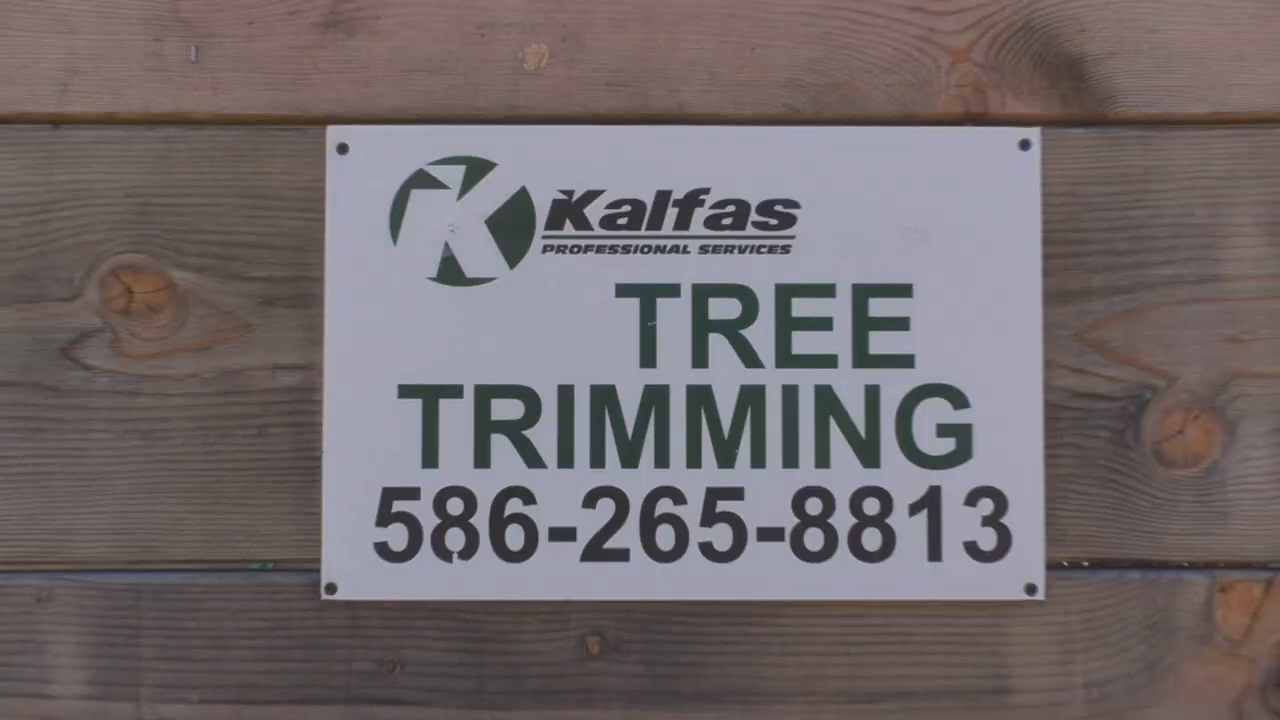 Kalfas
PROFESSIONAL SERVICES
TREE
TRIMMING
586-265-8813